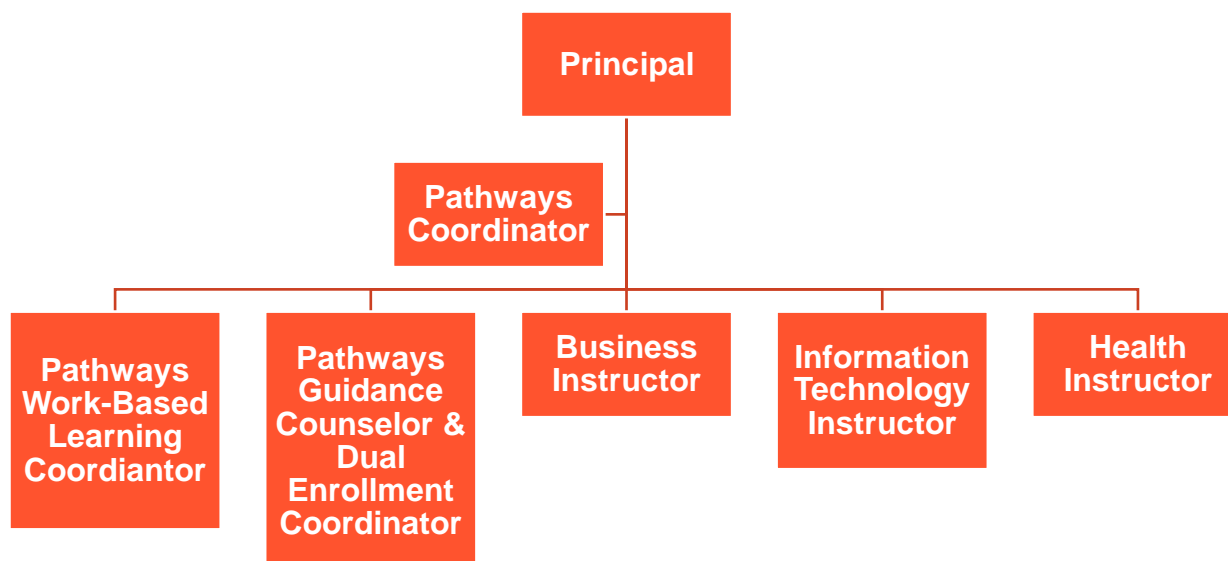 Principal
Pathways
Coordinator
Pathways
Work-Based
Learning
Coordiantor
Pathways
Guidance
Counselor &
Dual
Enrollment
Coordinator
Business
Instructor
Information
Technology
Instructor
Health
Instructor